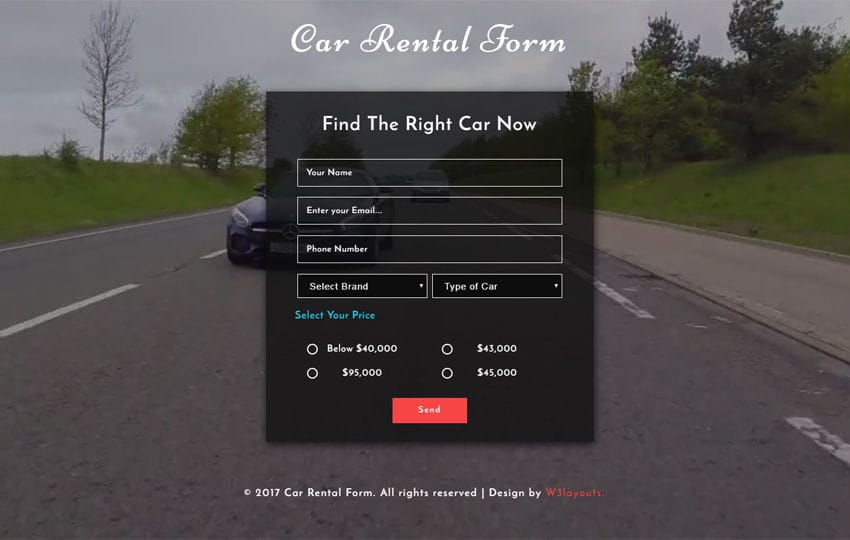 Car Rental Form
Find The Right Car Now
Your Name
Enter your Email...
Phone Number
Select Brand Type of Car
Select Your Price
Below $40,000 $43,000
$95,000 $45,000
Send
© 2017 Car Rental Form. All rights reserved | Design by W3layouts.